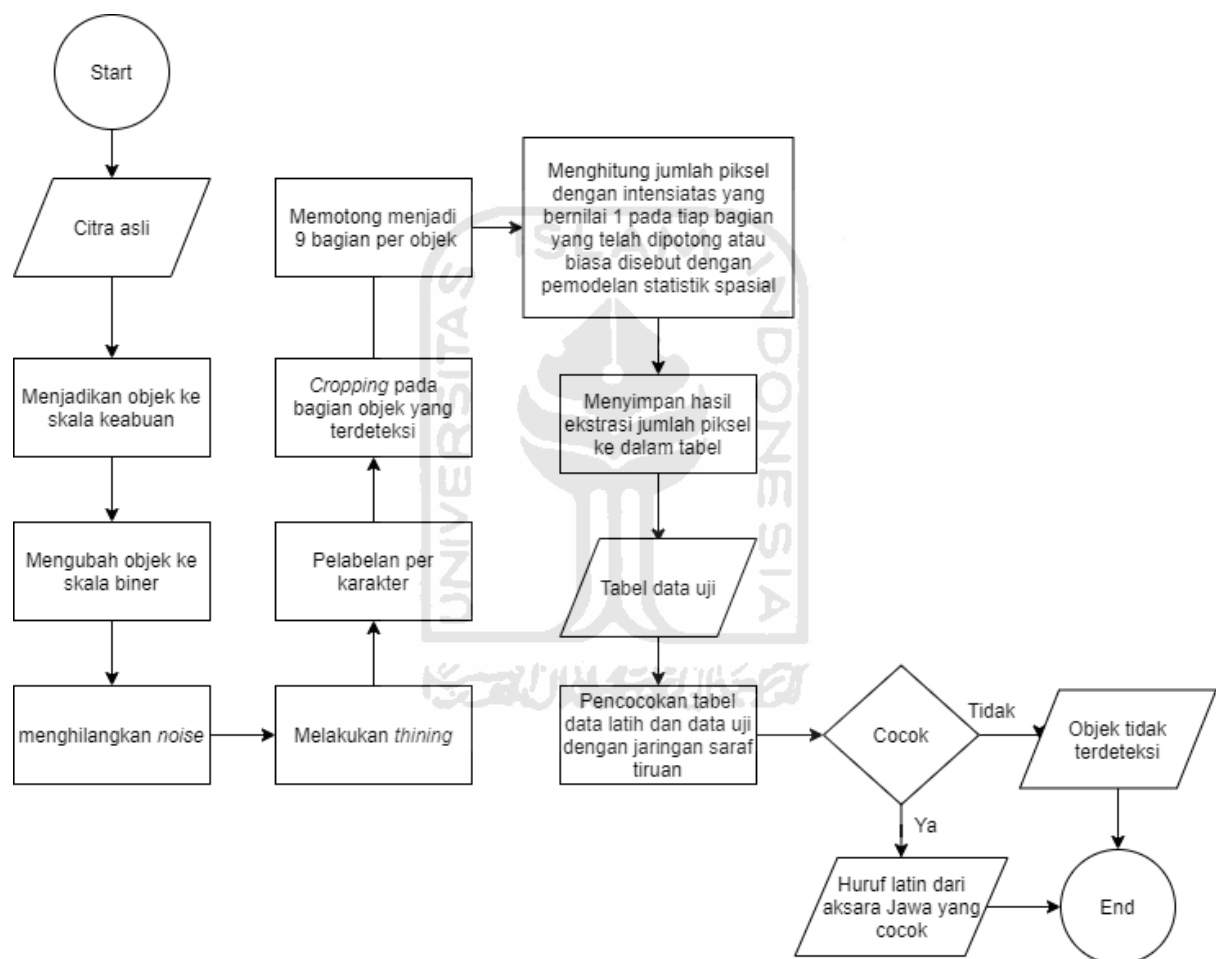 Start
Citra asli
Menjadikan objek ke
skala keabuan
Mengubah objek ke
skala biner
menghilangkan noise
Melakukan thining
Pelabelan per
karakter
Cropping pada
bagian objek yang
terdeteksi
Memotong menjadi
9 bagian per objek
Menghitung jumlah piksel
dengan intensiatas yang
bernilai 1 pada tiap bagian
yang telah dipotong atau
biasa disebut dengan
pemodelan statistik spasial
Menyimpan hasil
ekstrasi jumlah piksel
ke dalam tabel
Tabel data uji
Pencocokan tabel
data latih dan data uji
dengan jaringan saraf
tiruan
Cocok
Tidak
Objek tidak
terdeteksi
Ya
Huruf latin dari
aksara Jawa yang
cocok
End
UNIVERSITAS
ISLAM
INDONESIA